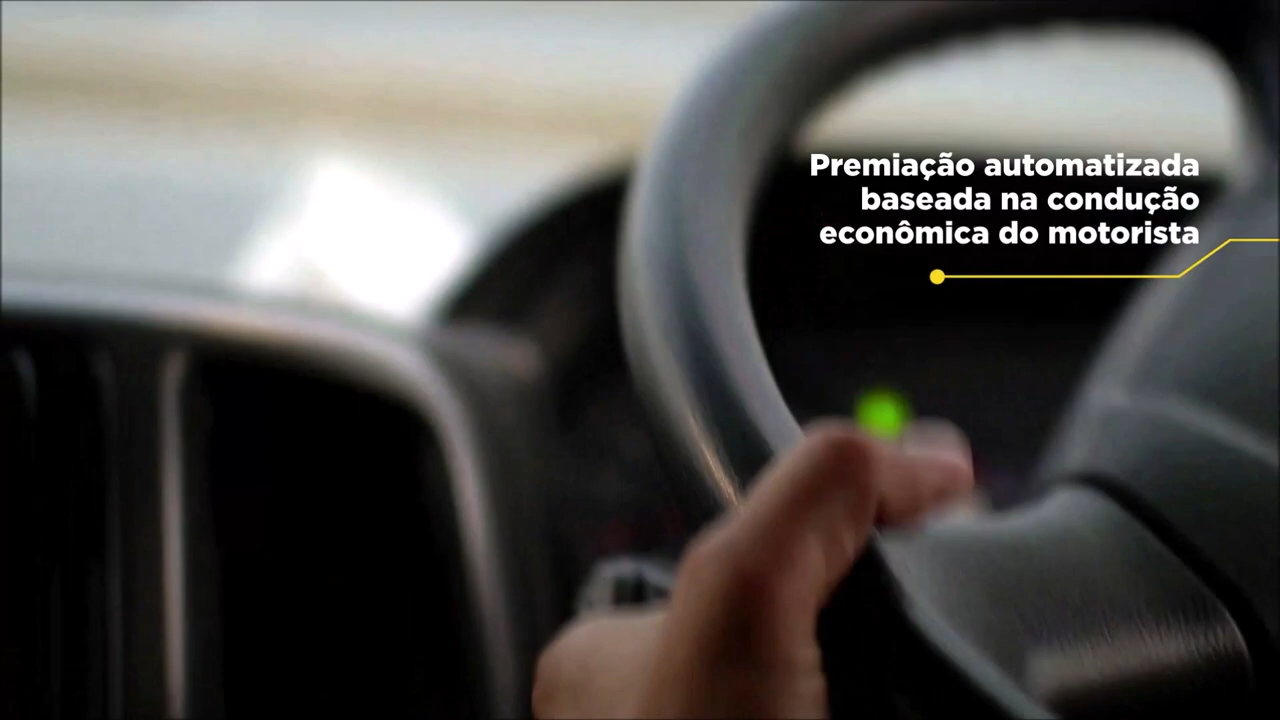 Premiação automatizada
baseada na condução
econômica do motorista